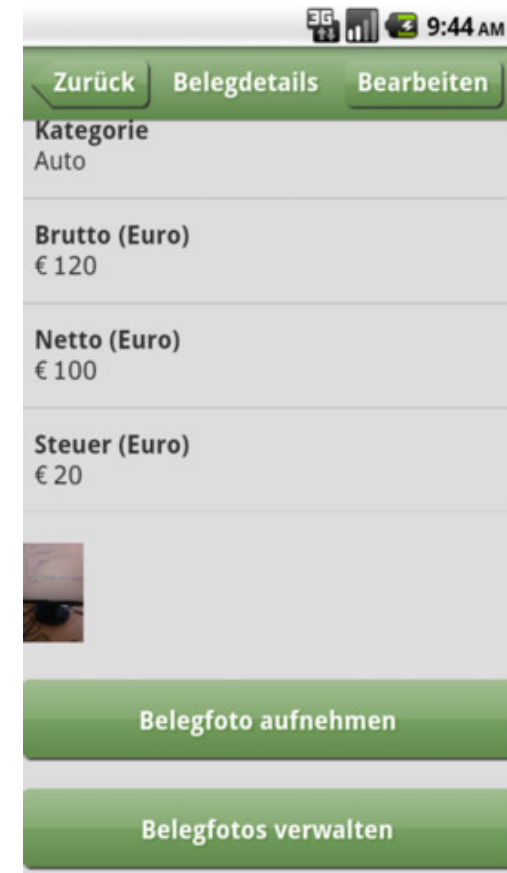 3G 9:44 AM
Zurück Belegdetails Bearbeiten
Kategorie
Auto
Brutto (Euro)
€ 120
Netto (Euro)
€ 100
Steuer (Euro)
€ 20
Belegfoto aufnehmen
Belegfotos verwalten